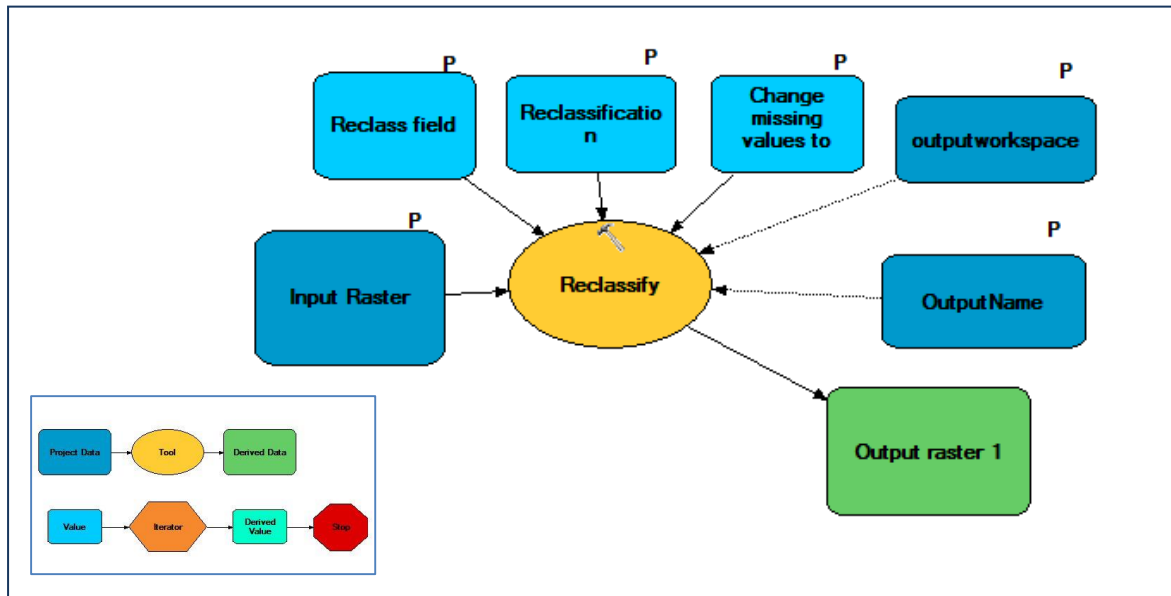 P
P
P
P
Reclass field
Reclassificatio
n
Change
missing
values to
outputworkspace
P
P
Input Raster
Reclassify
OutputName
Output raster 1
Project Data
Tool
Derived Data
Value
Iterator
Derived
Value
Stop